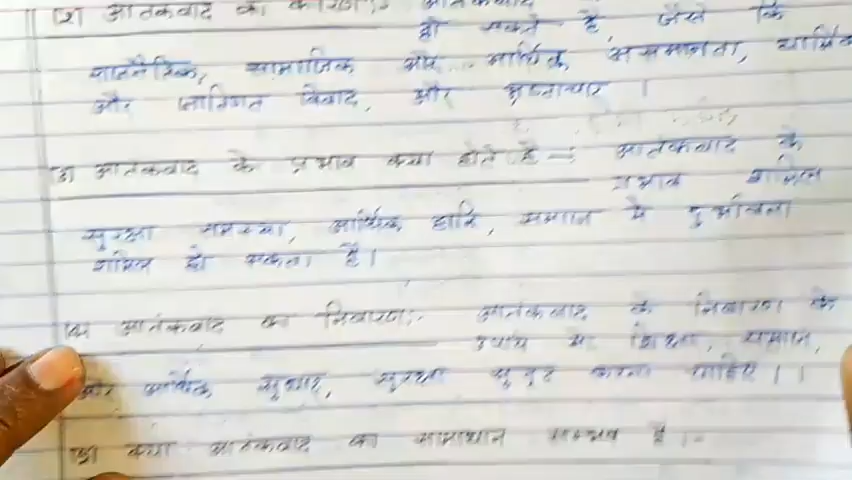 (2) आतंकवाद का कारण:- आतंकवाद
हो सकते है, जैसे कि
राजनैतिक, सामाजिक और आर्थिक असमानता, धार्मिक
और जातिगत विवाद, और भ्रष्टाचार ।
(3) आतंकवाद के प्रभाव क्या होते है -: आतंकवाद के
प्रभाव शामिल
सुरक्षा समस्या, आर्थिक हानि, समाज मे दुर्भावना
शामिल हो सकता है।
आतंकवाद का निवारण:- आतंकवाद के निवारण के
उपाय मे शिक्षा, समाज,
और आर्थिक सुधार, सुरक्षा करना चाहिए ।।
क्या आतंकवाद का समाधान सम्भव है ।-